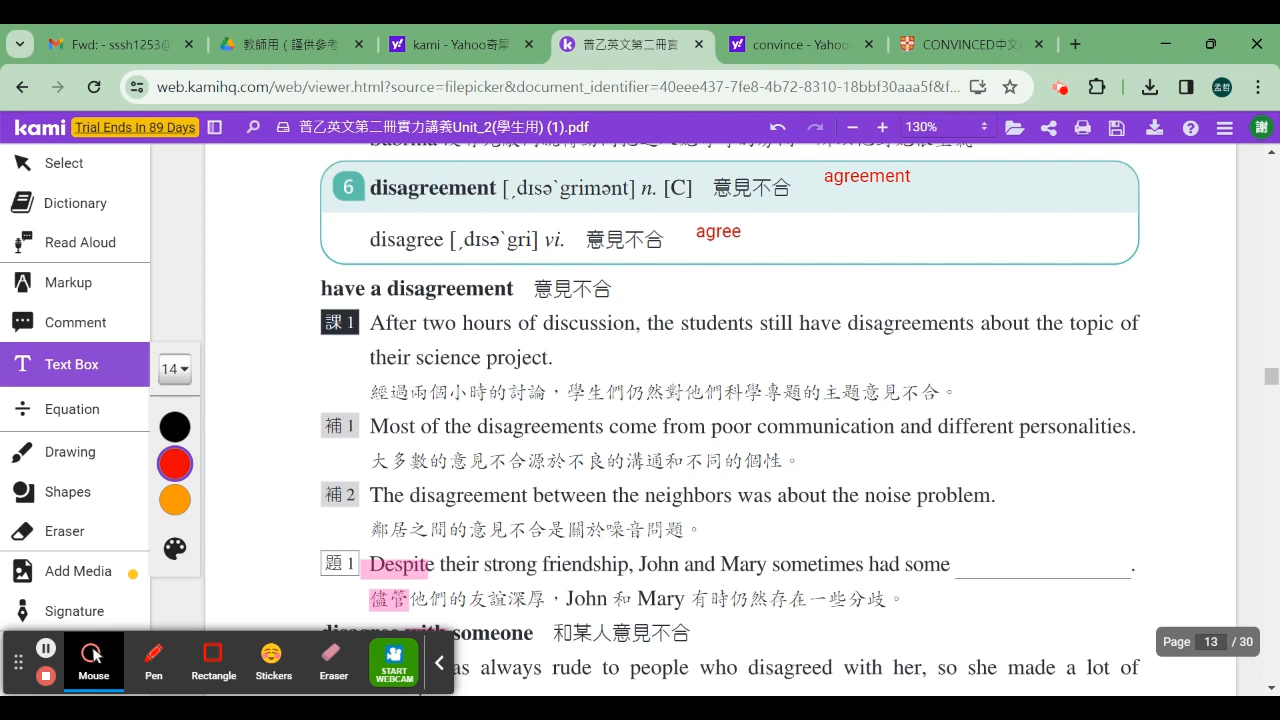 Fwd: - sssh1253@
教師用（謹供參考
kami - Yahoo奇摩
普乙英文第二冊實
convince - Yahoo
CONVINCED中文
web.kamihq.com/web/viewer.html?source=filepicker&document_identifier=40eee437-7fe8-4b72-8310-18bbf30aaa5f&f...
kami Trial Ends In 89 Days 普乙英文第二冊實力講義Unit_2(學生用) (1).pdf 130% 謝
Select
Dictionary
Read Aloud
Markup
Comment
T Text Box
14
Equation
Drawing
Shapes
Eraser
Add Media
Signature
6 disagreement [ˌdɪsəˋgrimənt] n. [C] 意見不合 agreement
disagree [ˌdɪsəˋgri] vi. 意見不合 agree
have a disagreement 意見不合
課 1 After two hours of discussion, the students still have disagreements about the topic of
their science project.
經過兩個小時的討論，學生們仍然對他們科學專題的主題意見不合。
補 1 Most of the disagreements come from poor communication and different personalities.
大多數的意見不合源於不良的溝通和不同的個性。
補 2 The disagreement between the neighbors was about the noise problem.
鄰居之間的意見不合是關於噪音問題。
題 1 Despite their strong friendship, John and Mary sometimes had some ________.
儘管他們的友誼深厚，John 和 Mary 有時仍然存在一些分歧。
disagree with someone 和某人意見不合
as always rude to people who disagreed with her, so she made a lot of
Page 13 / 30
Mouse
Pen
Rectangle
Stickers
Eraser
START WEBCAM